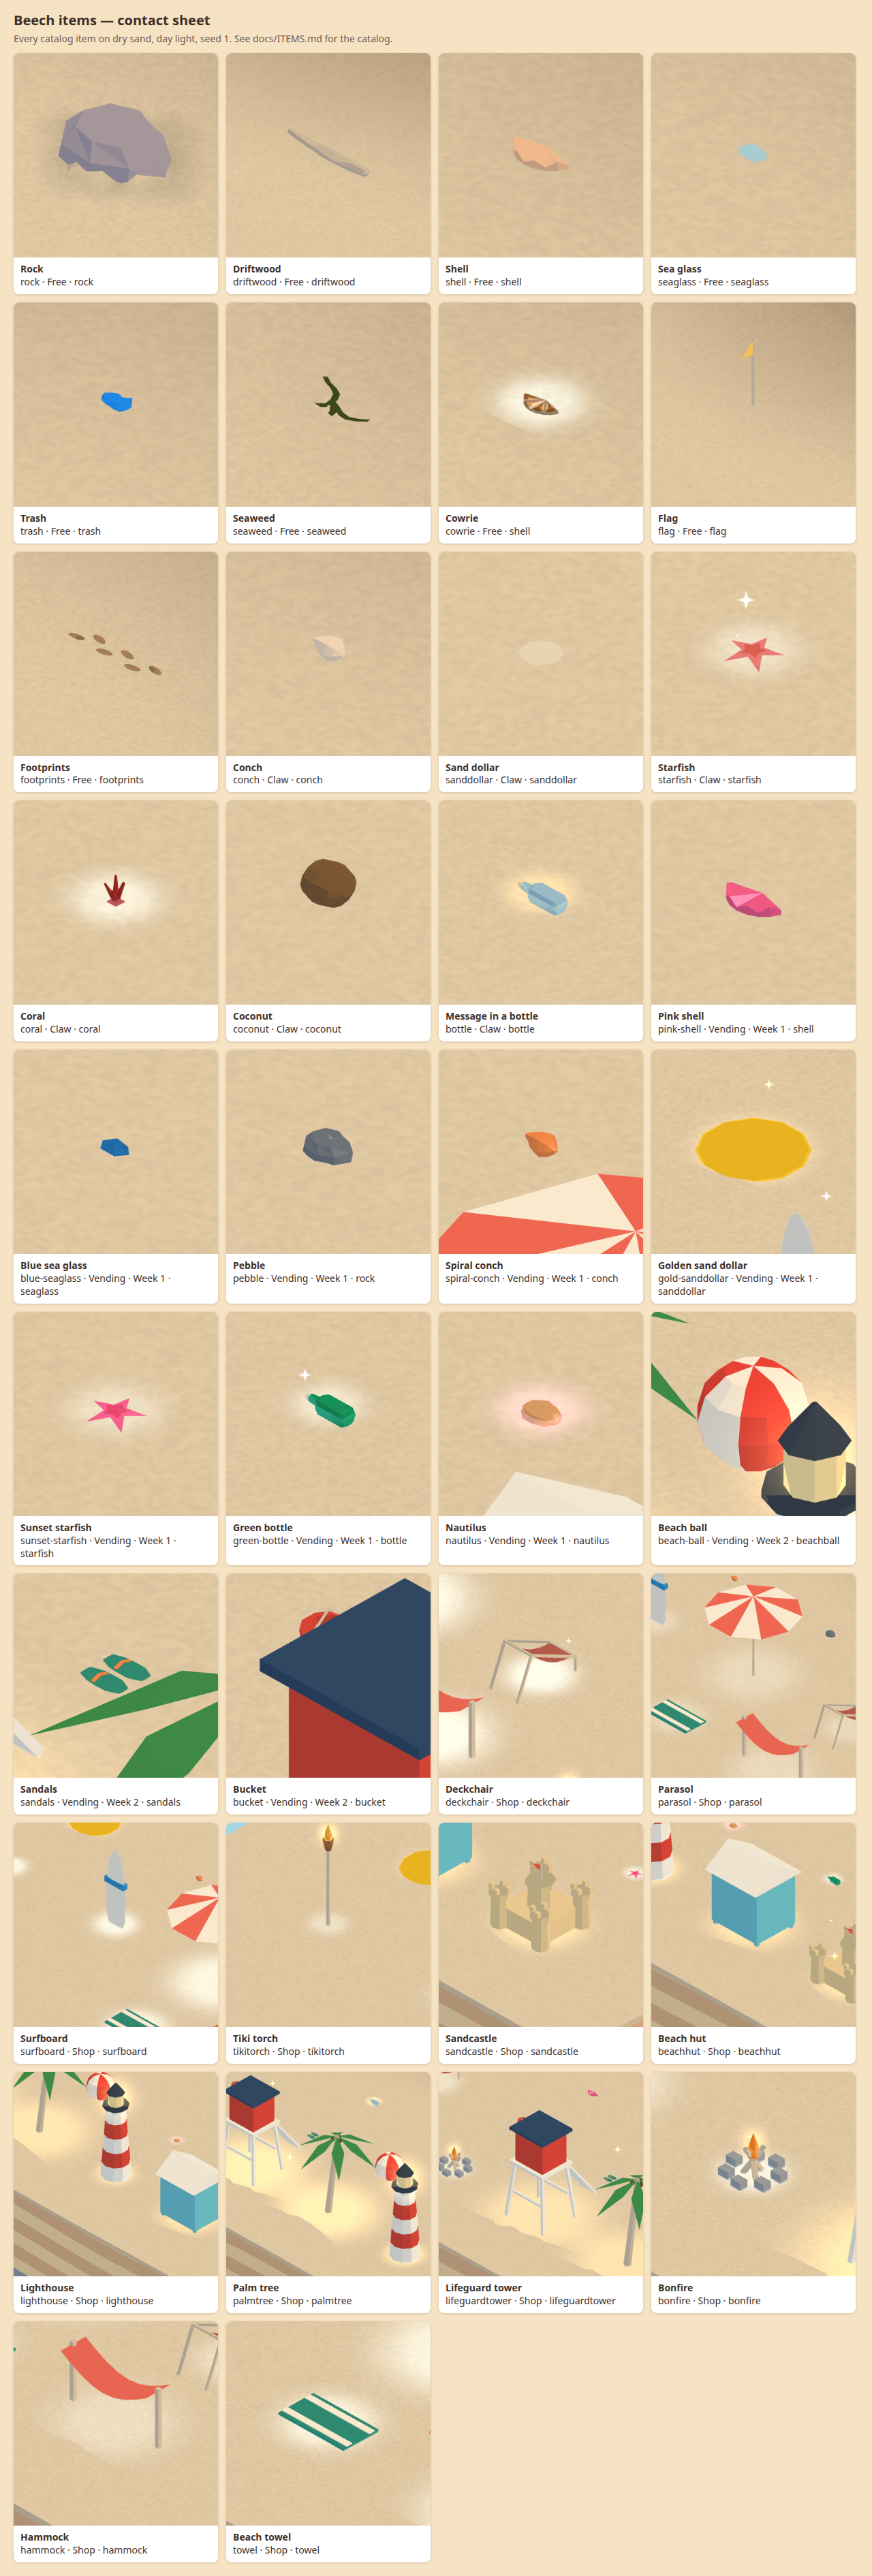 Beech items — contact sheet
Every catalog item on dry sand, day light, seed 1. See docs/ITEMS.md for the catalog.
Rock
rock · Free · rock
Driftwood
driftwood · Free · driftwood
Shell
shell · Free · shell
Sea glass
seaglass · Free · seaglass
Trash
trash · Free · trash
Seaweed
seaweed · Free · seaweed
Cowrie
cowrie · Free · shell
Flag
flag · Free · flag
Footprints
footprints · Free · footprints
Conch
conch · Claw · conch
Sand dollar
sanddollar · Claw · sanddollar
Starfish
starfish · Claw · starfish
Coral
coral · Claw · coral
Coconut
coconut · Claw · coconut
Message in a bottle
bottle · Claw · bottle
Pink shell
pink-shell · Vending · Week 1 · shell
Blue sea glass
blue-seaglass · Vending · Week 1 ·
seaglass
Pebble
pebble · Vending · Week 1 · rock
Spiral conch
spiral-conch · Vending · Week 1 · conch
Golden sand dollar
gold-sanddollar · Vending · Week 1 ·
sanddollar
Sunset starfish
sunset-starfish · Vending · Week 1 ·
starfish
Green bottle
green-bottle · Vending · Week 1 · bottle
Nautilus
nautilus · Vending · Week 1 · nautilus
Beach ball
beach-ball · Vending · Week 2 · beachball
Sandals
sandals · Vending · Week 2 · sandals
Bucket
bucket · Vending · Week 2 · bucket
Deckchair
deckchair · Shop · deckchair
Parasol
parasol · Shop · parasol
Surfboard
surfboard · Shop · surfboard
Tiki torch
tikitorch · Shop · tikitorch
Sandcastle
sandcastle · Shop · sandcastle
Beach hut
beachhut · Shop · beachhut
Lighthouse
lighthouse · Shop · lighthouse
Palm tree
palmtree · Shop · palmtree
Lifeguard tower
lifeguardtower · Shop · lifeguardtower
Bonfire
bonfire · Shop · bonfire
Hammock
hammock · Shop · hammock
Beach towel
towel · Shop · towel